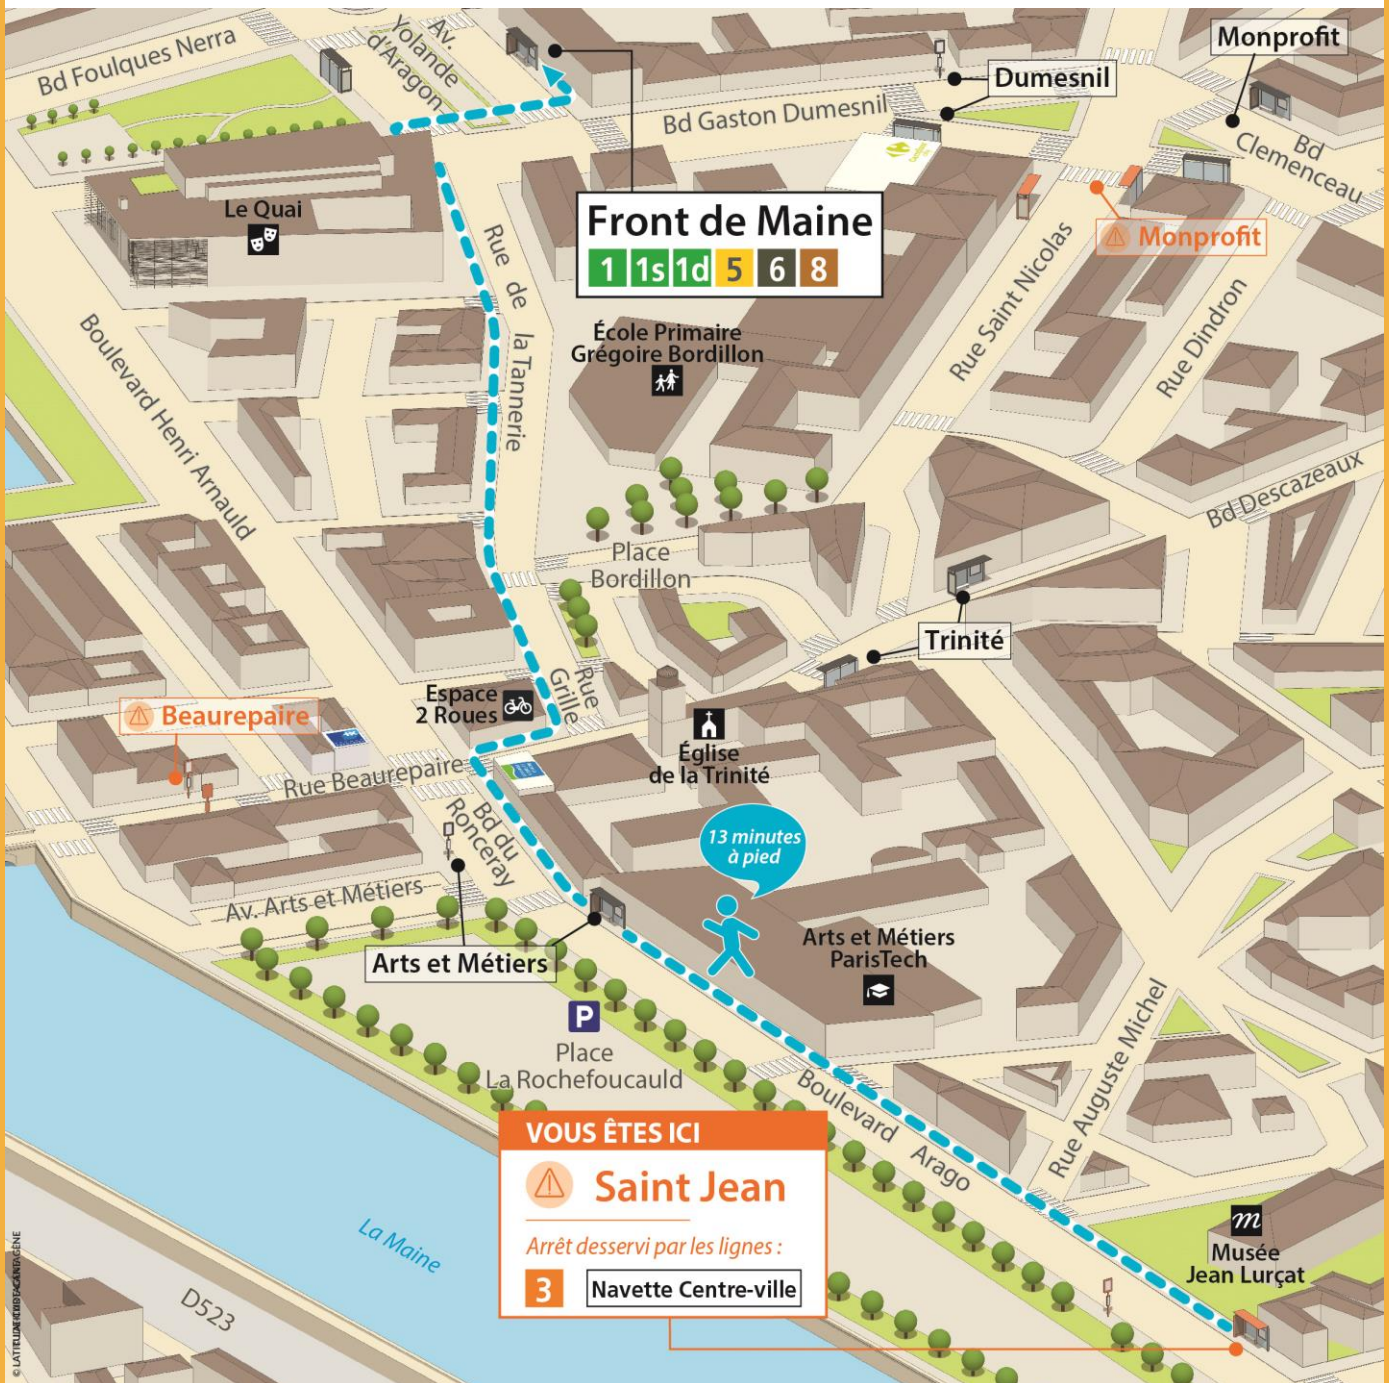 Bd Foulques Nerra
Av.
Yolande
d'Aragon
Monprofit
Dumesnil
Bd Gaston Dumesnil
Bd
Clemenceau
Le Quai
Front de Maine
1 1s 1d 5 6 8
Monprofit
Rue de la Tannerie
Rue Saint Nicolas
Rue Dindron
École Primaire
Grégoire Bordillon
Boulevard Henri Arnauld
Bd Descazeaux
Place
Bordillon
Trinité
Rue
Grille
Espace
2 Roues
Beaurepaire
Église
de la Trinité
Rue Beaurepaire
Bd du
Ronceray
13 minutes
à pied
Av. Arts et Métiers
Arts et Métiers
Arts et Métiers
ParisTech
P
Place
La Rochefoucauld
Boulevard Arago
Rue Auguste Michel
VOUS ÊTES ICI
Saint Jean
Arrêt desservi par les lignes :
3 Navette Centre-ville
La Maine
D523
m
Musée
Jean Lurçat